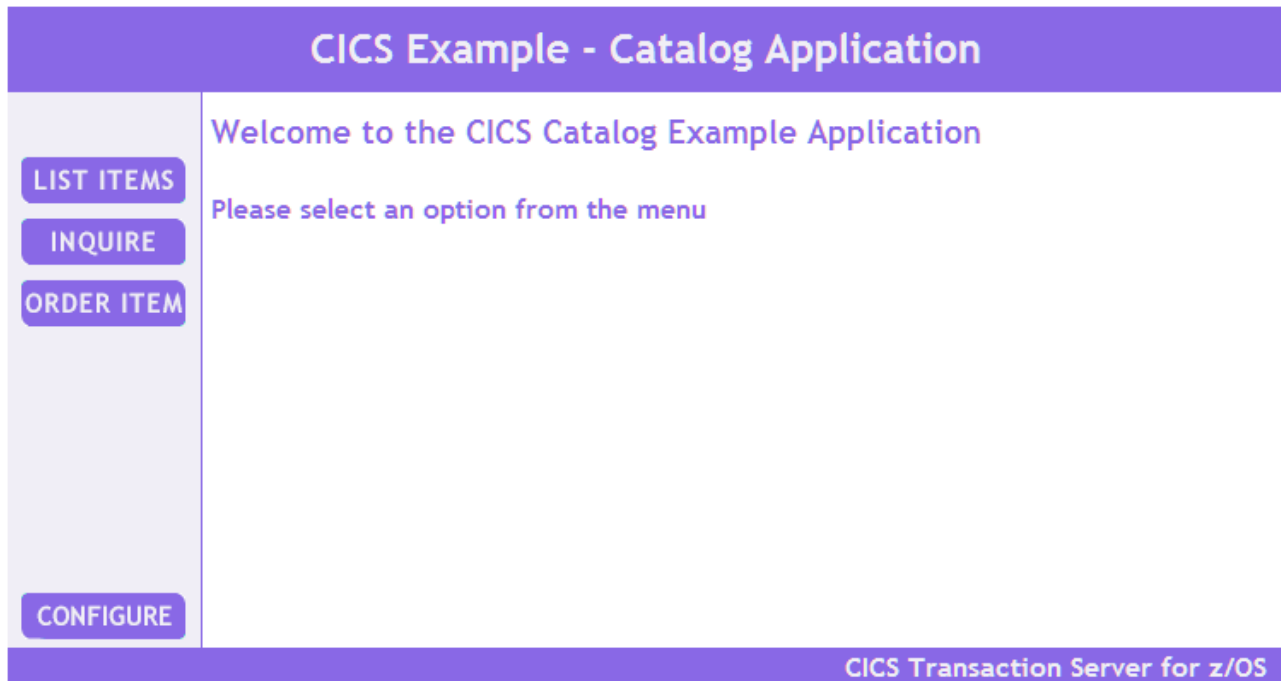 CICS Example - Catalog Application
Welcome to the CICS Catalog Example Application
LIST ITEMS
Please select an option from the menu
INQUIRE
ORDER ITEM
CONFIGURE
CICS Transaction Server for z/OS